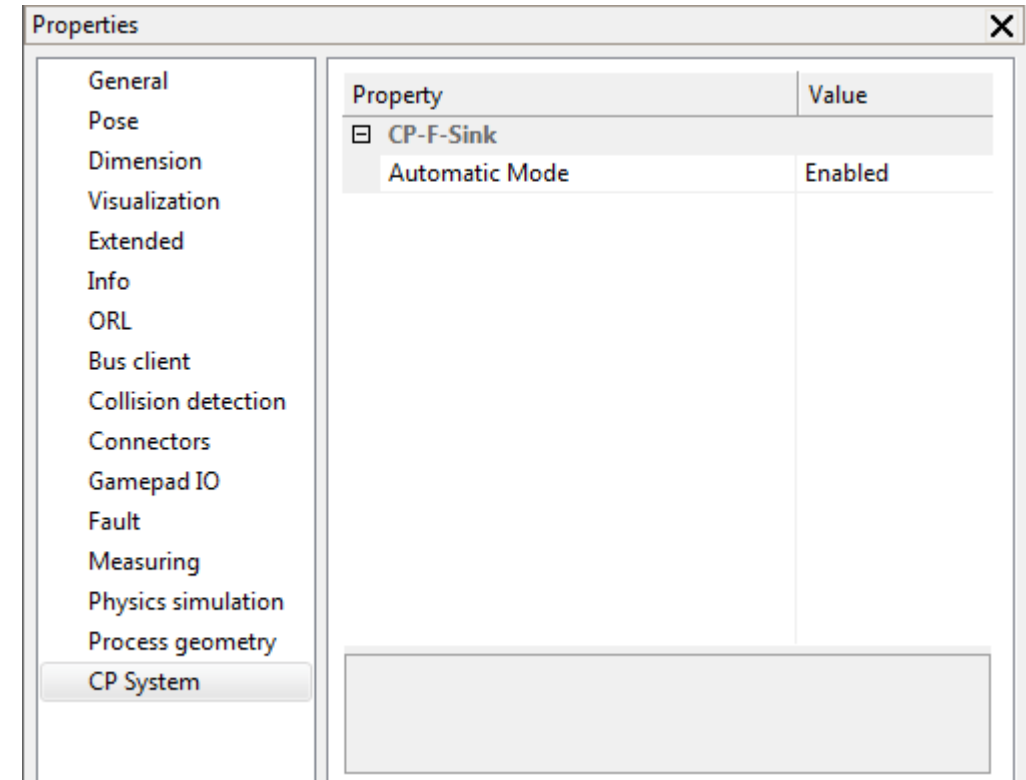 Properties
General
Pose
Dimension
Visualization
Extended
Info
ORL
Bus client
Collision detection
Connectors
Gamepad IO
Fault
Measuring
Physics simulation
Process geometry
CP System
Property Value
CP-F-Sink
Automatic Mode Enabled